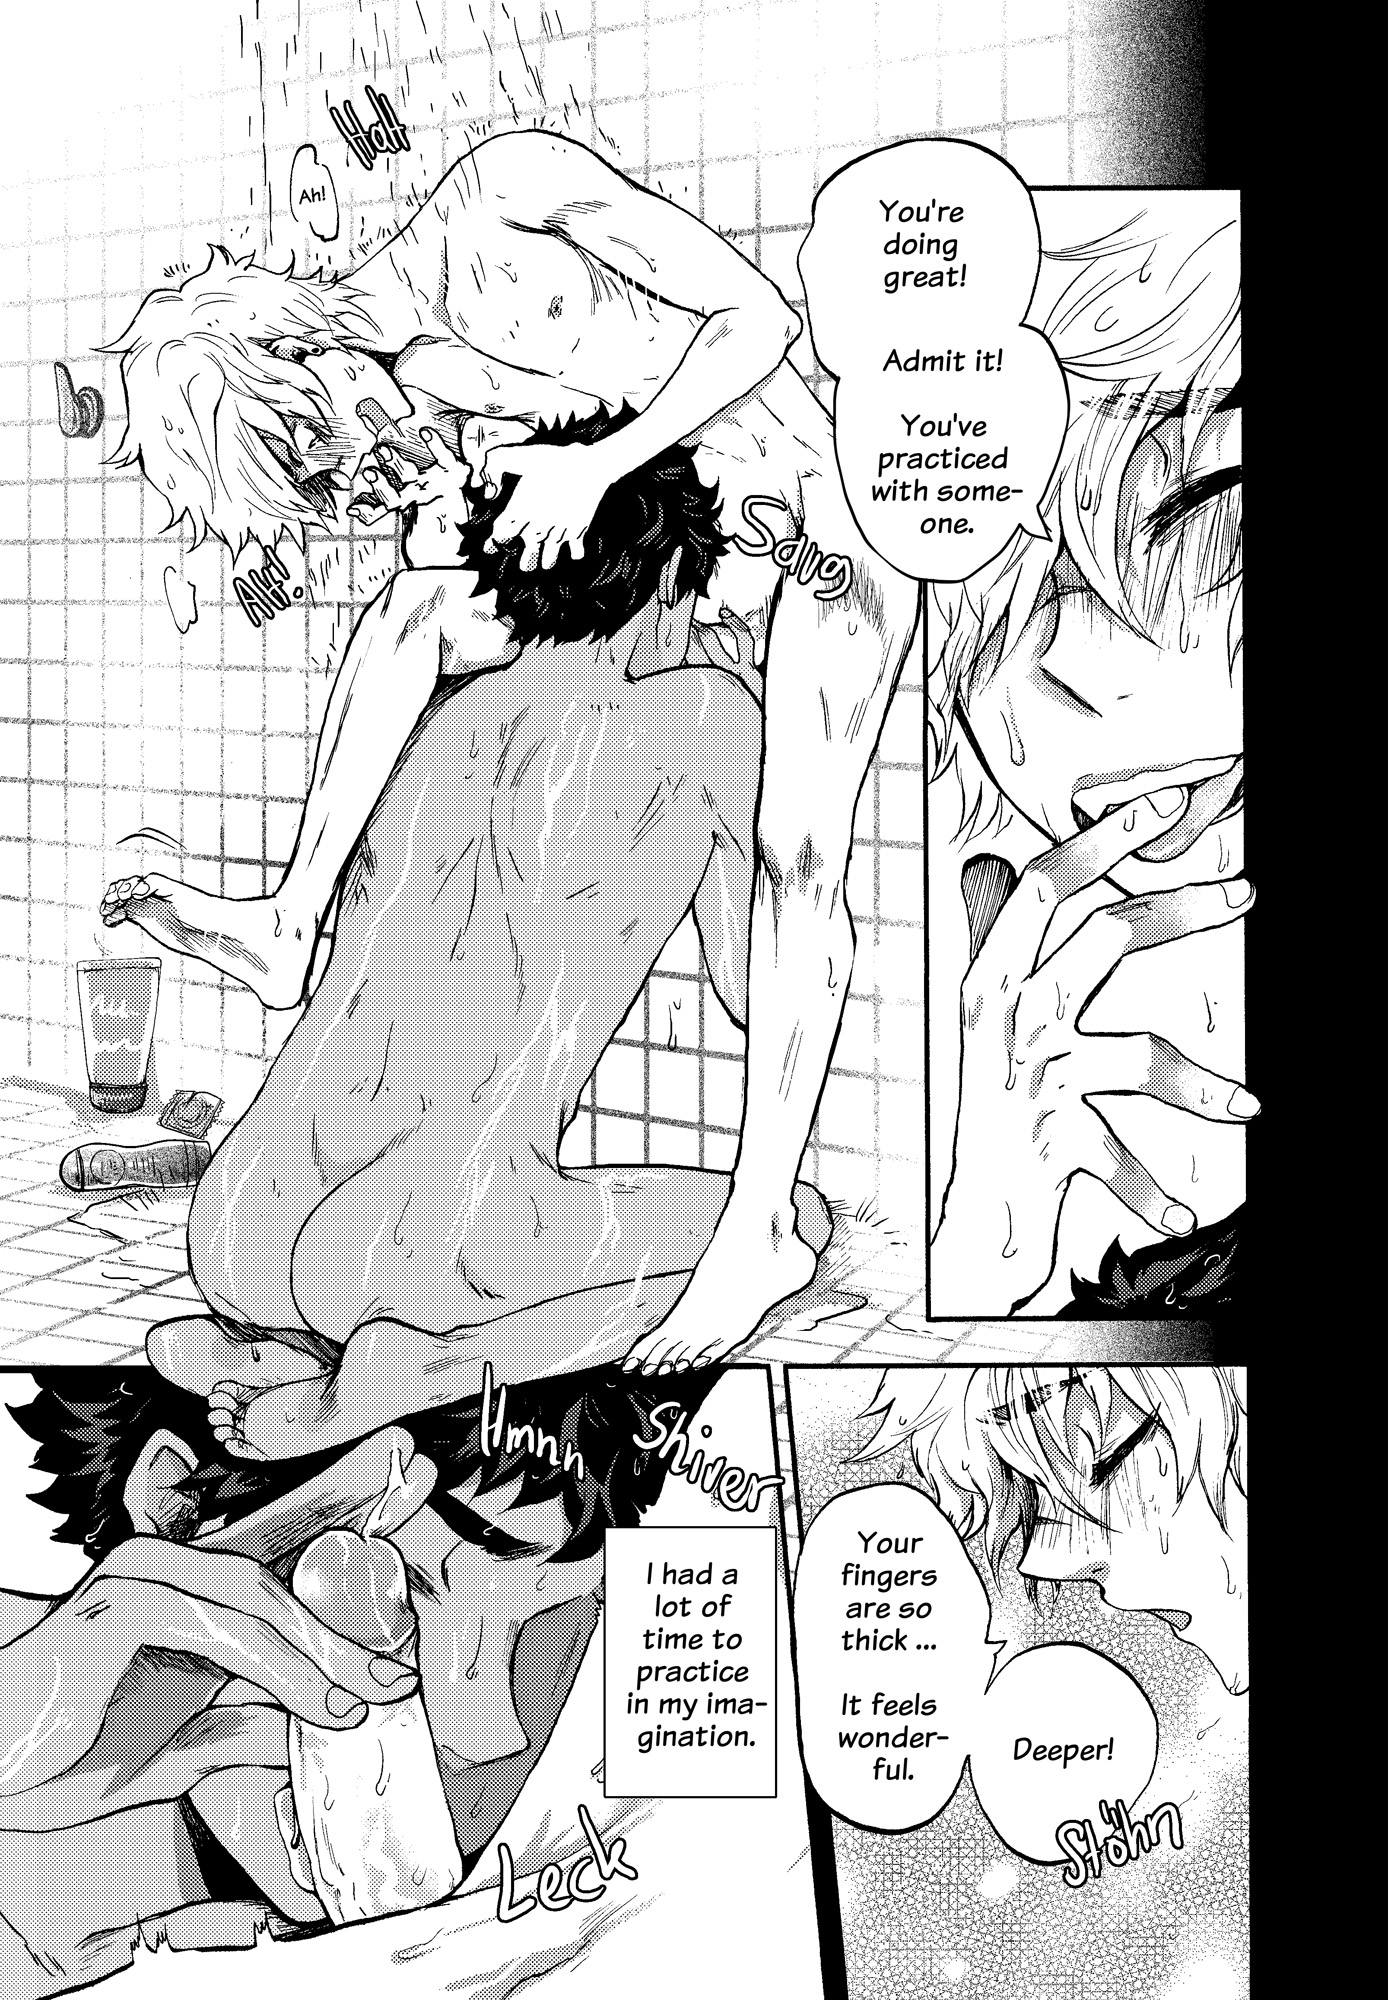 Hah
Ah!
You're
doing
great!
Admit it!
You've
practiced
with some-
one.
Saug
Ah!
Hmnn
Shiver
I had a
lot of
time to
practice
in my ima-
gination.
Leck
Your
fingers
are so
thick ...
It feels
wonder-
ful.
Deeper!
Stöhn